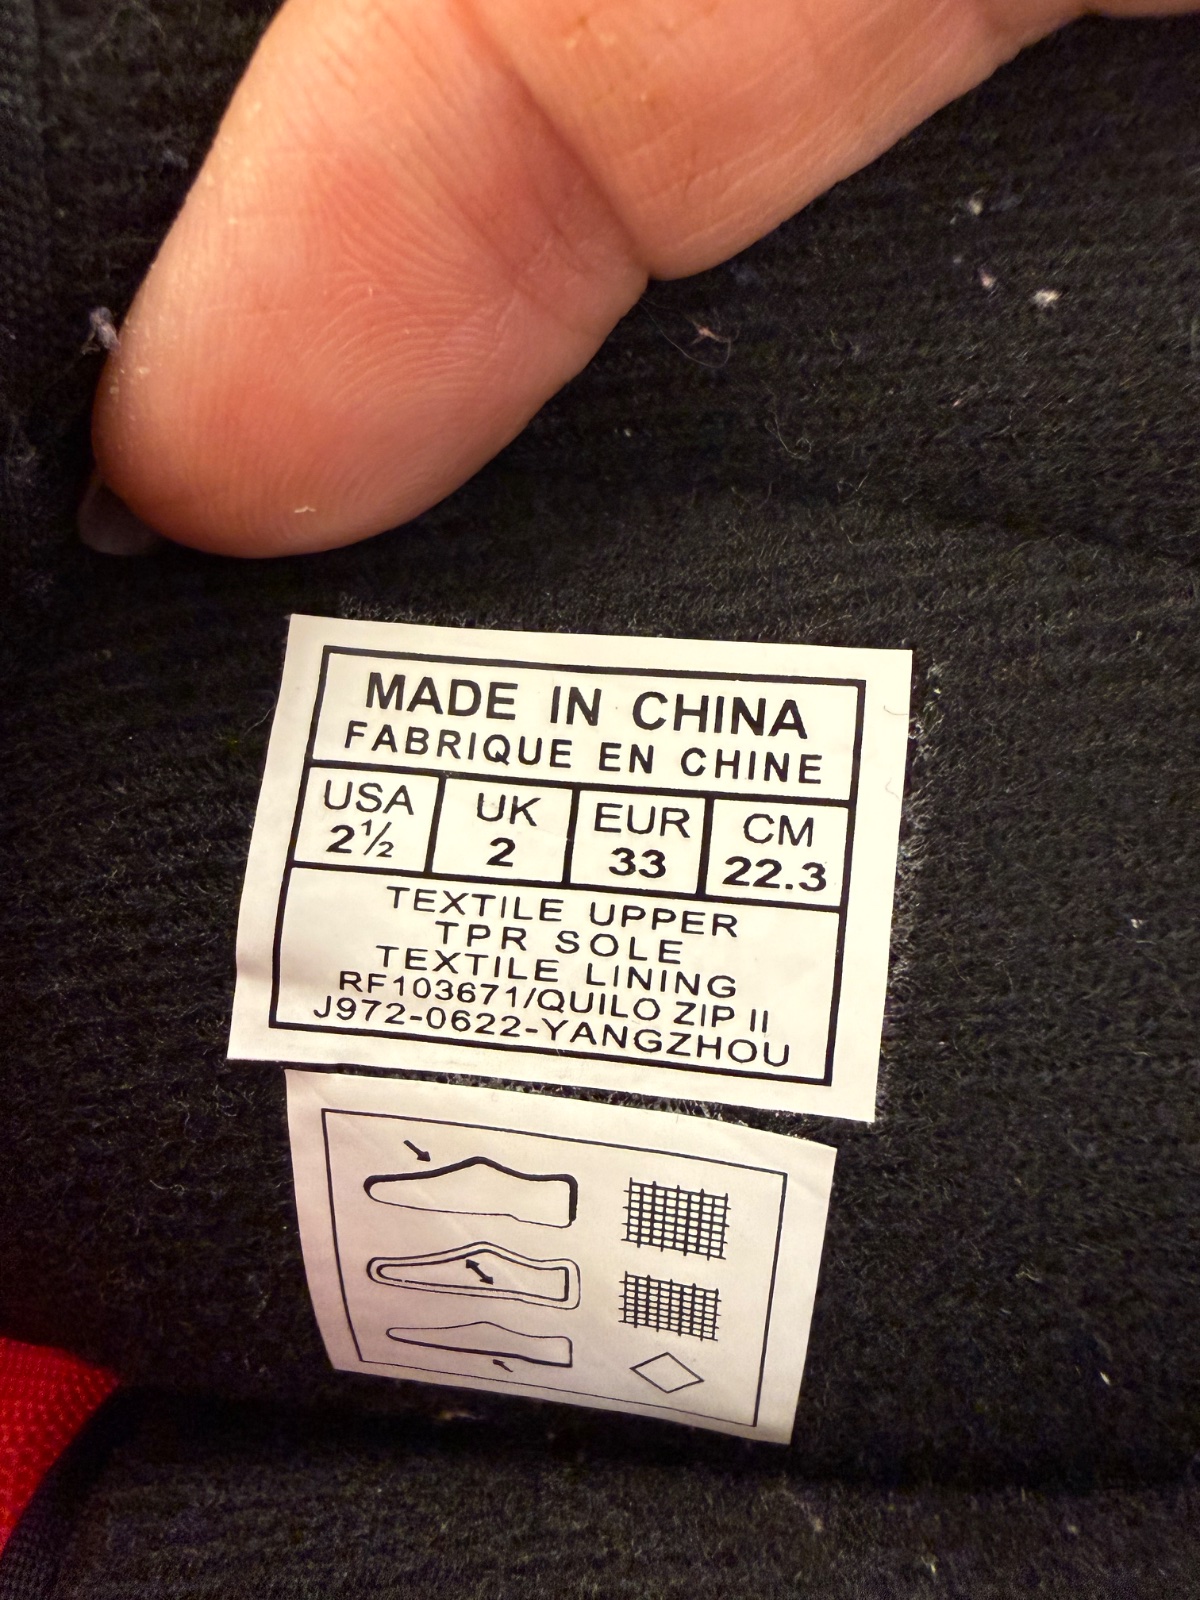 MADE IN CHINA
FABRIQUE EN CHINE
USA UK EUR CM
2½ 2 33 22.3
TEXTILE UPPER
TPR SOLE
TEXTILE LINING
RF103671/QUILO ZIP II
J972-0622-YANGZHOU